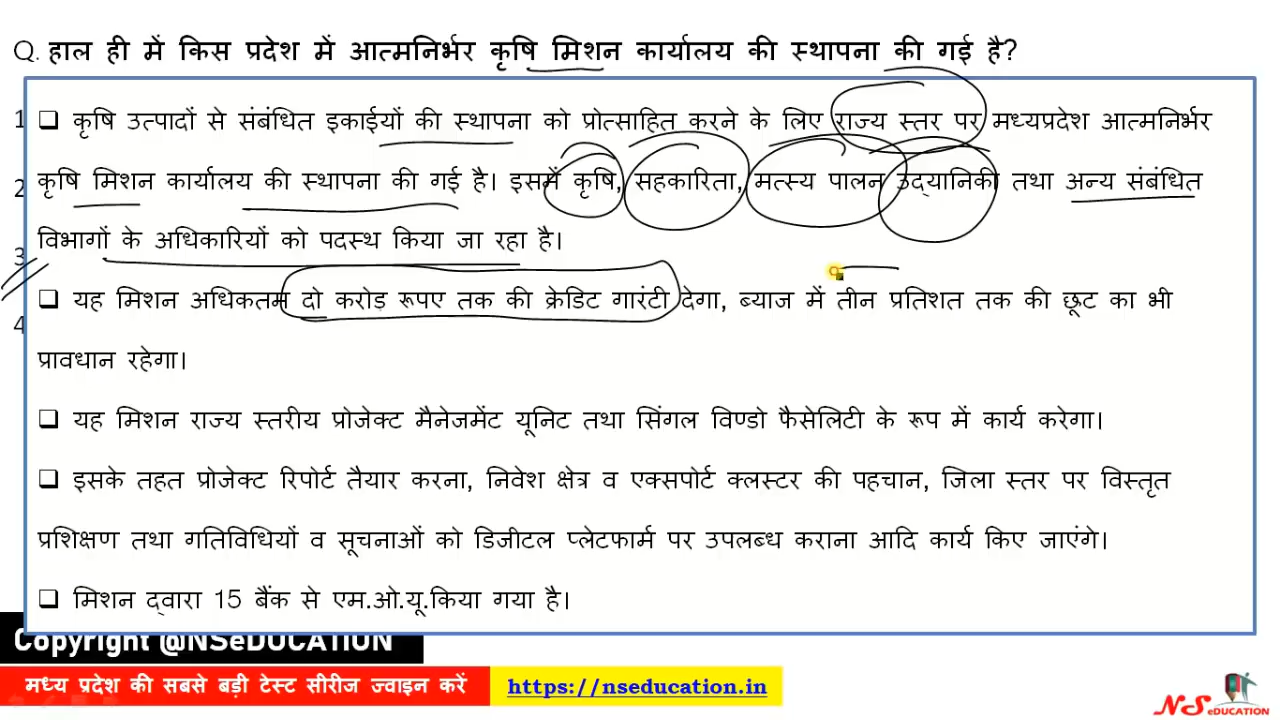 Q. हाल ही में किस प्रदेश में आत्मनिर्भर कृषि मिशन कार्यालय की स्थापना की गई है?
1
❑ कृषि उत्पादों से संबंधित इकाईयों की स्थापना को प्रोत्साहित करने के लिए राज्य स्तर पर मध्यप्रदेश आत्मनिर्भर
2
कृषि मिशन कार्यालय की स्थापना की गई है। इसमें कृषि, सहकारिता, मत्स्य पालन उद्यानिकी तथा अन्य संबंधित
3
विभागों के अधिकारियों को पदस्थ किया जा रहा है।
❑ यह मिशन अधिकतम दो करोड़ रूपए तक की क्रेडिट गारंटी देगा, ब्याज में तीन प्रतिशत तक की छूट का भी
4
प्रावधान रहेगा।
❑ यह मिशन राज्य स्तरीय प्रोजेक्ट मैनेजमेंट यूनिट तथा सिंगल विण्डो फैसेलिटी के रूप में कार्य करेगा।
❑ इसके तहत प्रोजेक्ट रिपोर्ट तैयार करना, निवेश क्षेत्र व एक्सपोर्ट क्लस्टर की पहचान, जिला स्तर पर विस्तृत
प्रशिक्षण तथा गतिविधियों व सूचनाओं को डिजीटल प्लेटफार्म पर उपलब्ध कराना आदि कार्य किए जाएंगे।
❑ मिशन द्वारा 15 बैंक से एम.ओ.यू.किया गया है।
Copyright @NSeDUCATION
मध्य प्रदेश की सबसे बड़ी टेस्ट सीरीज ज्वाइन करें
https://nseducation.in
NS eDUCATION